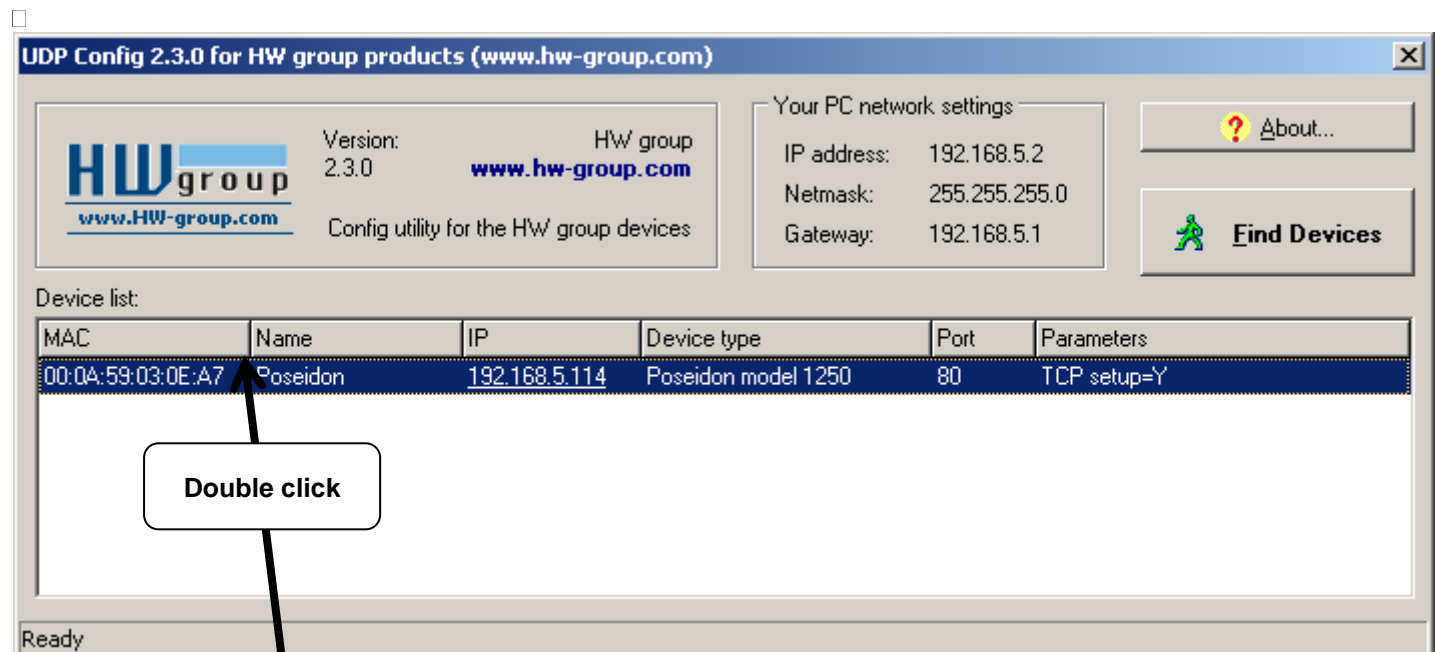 UDP Config 2.3.0 for HW group products (www.hw-group.com)
HWgroup
www.HW-group.com
Version: HW group
2.3.0 www.hw-group.com
Config utility for the HW group devices
Your PC network settings
IP address: 192.168.5.2
Netmask: 255.255.255.0
Gateway: 192.168.5.1
? About...
Find Devices
Device list:
MAC Name IP Device type Port Parameters
00:0A:59:03:0E:A7 Poseidon 192.168.5.114 Poseidon model 1250 80 TCP setup=Y
Double click
Ready